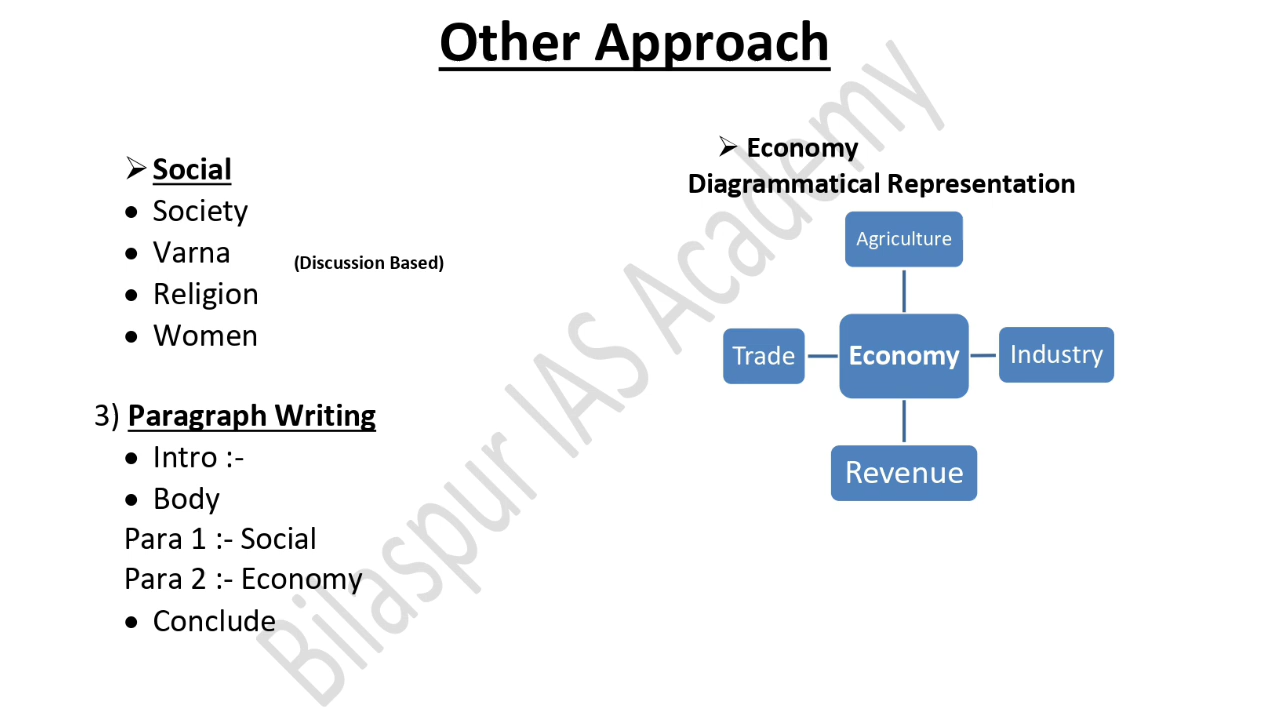 Other Approach
➢ Social
• Society
• Varna
(Discussion Based)
• Religion
• Women
3) Paragraph Writing
• Intro :-
• Body
Para 1 :- Social
Para 2 :- Economy
• Conclude
➢ Economy
Diagrammatical Representation
Agriculture
Trade
Economy
Industry
Revenue
Bilaspur IAS Academy